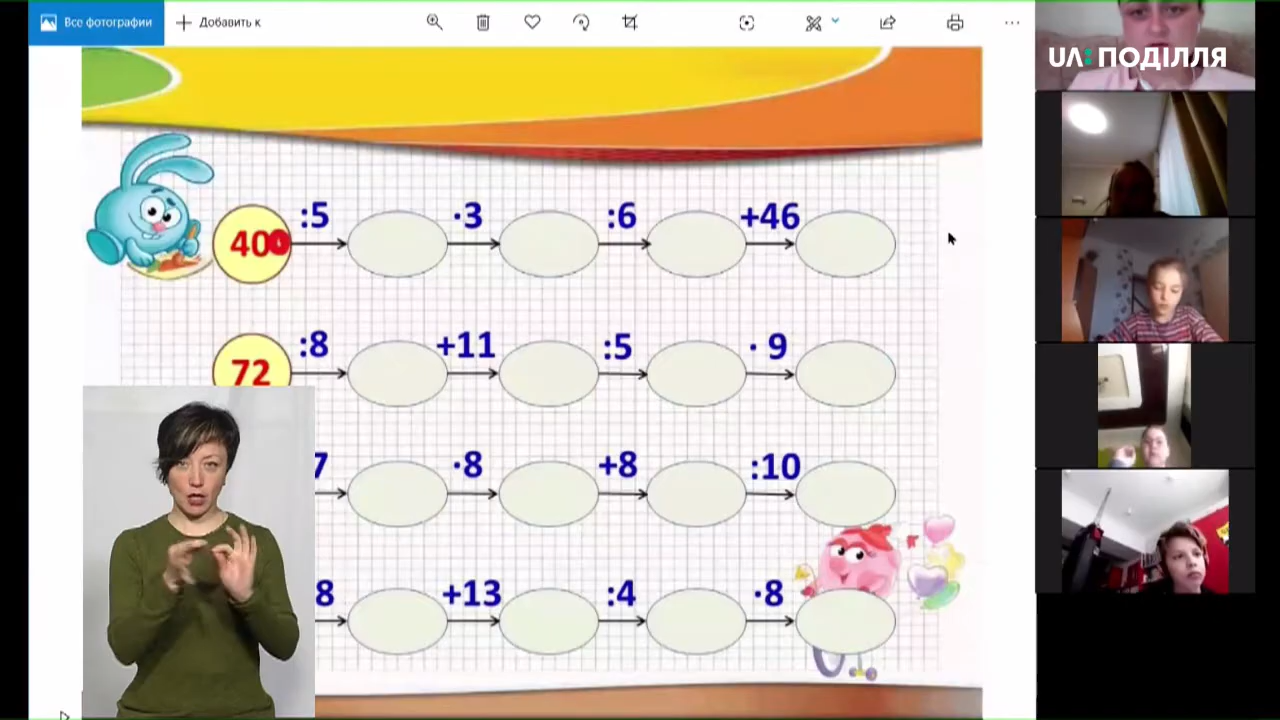 Все фотографии Добавить к
UA: ПОДІЛЛЯ
40 :5 ·3 :6 +46
72 :8 +11 :5 · 9
7 ·8 +8 :10
8 +13 :4 ·8